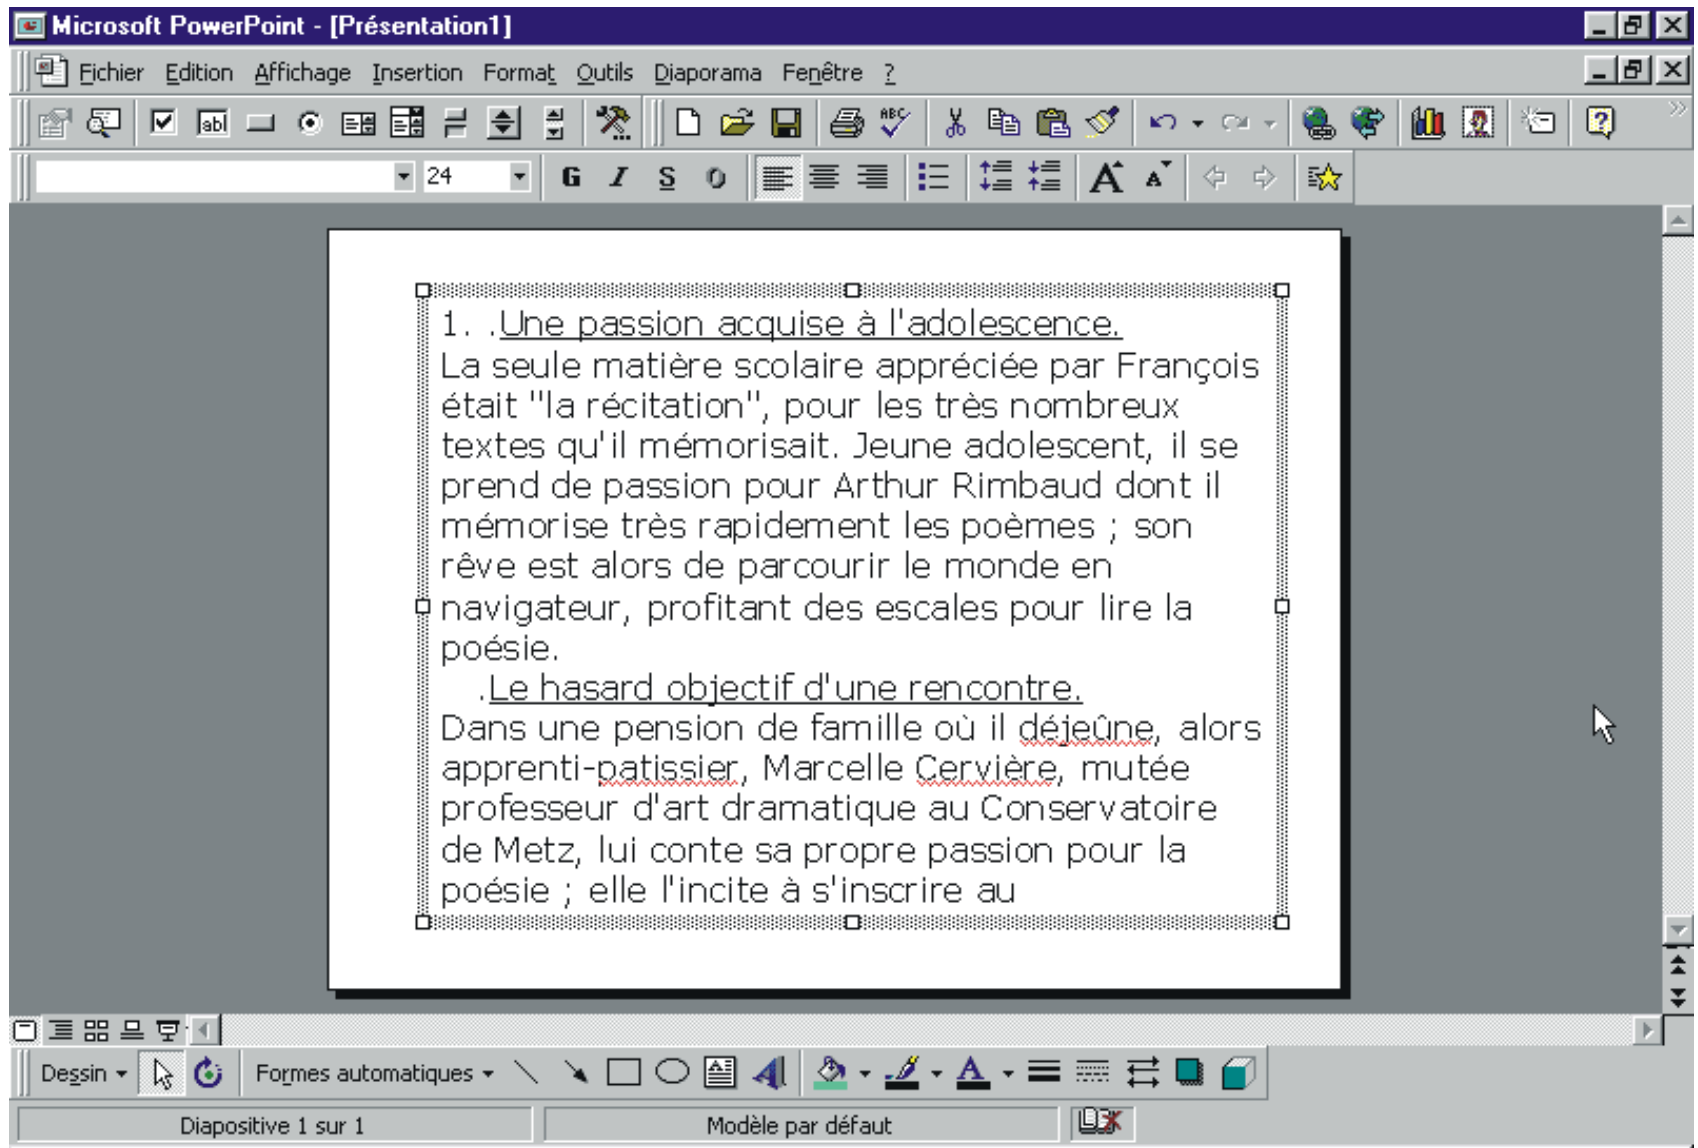 Microsoft PowerPoint - [Présentation1]
Fichier Edition Affichage Insertion Format Outils Diaporama Fenêtre ?
ab| ABC ?
24 G I S O A A
1. .Une passion acquise à l'adolescence.
La seule matière scolaire appréciée par François
était "la récitation", pour les très nombreux
textes qu'il mémorisait. Jeune adolescent, il se
prend de passion pour Arthur Rimbaud dont il
mémorise très rapidement les poèmes ; son
rêve est alors de parcourir le monde en
navigateur, profitant des escales pour lire la
poésie.
.Le hasard objectif d'une rencontre.
Dans une pension de famille où il déjeûne, alors
apprenti-patissier, Marcelle Cervière, mutée
professeur d'art dramatique au Conservatoire
de Metz, lui conte sa propre passion pour la
poésie ; elle l'incite à s'inscrire au
Dessin Formes automatiques A A
Diapositive 1 sur 1 Modèle par défaut